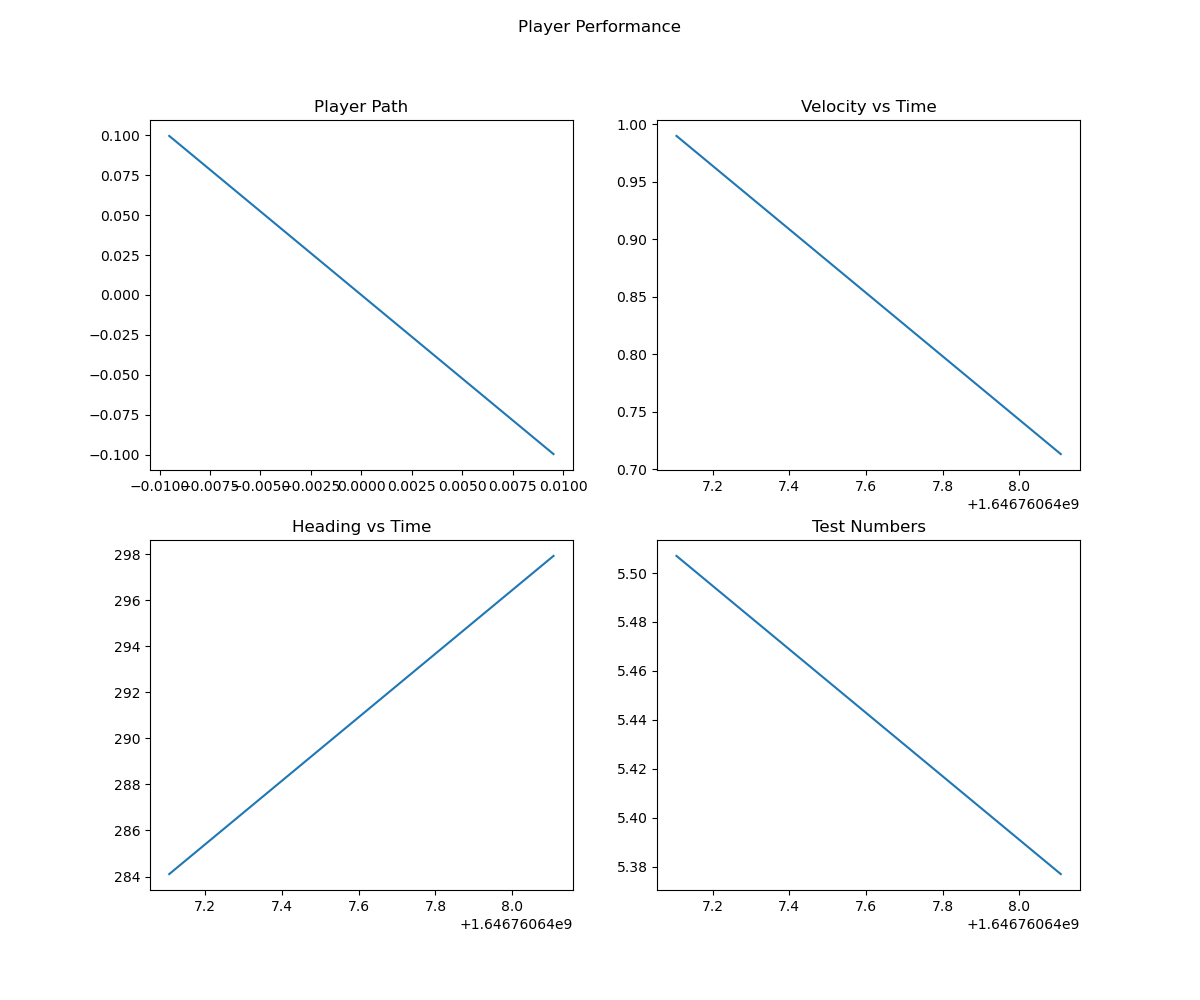 Player Performance
Player Path
0.100
0.075
0.050
0.025
0.000
−0.025
−0.050
−0.075
−0.100
−0.0100 −0.0075 −0.0050 −0.0025 0.0000 0.0025 0.0050 0.0075 0.0100
Velocity vs Time
1.00
0.95
0.90
0.85
0.80
0.75
0.70
7.2 7.4 7.6 7.8 8.0
+1.64676064e9
Heading vs Time
298
296
294
292
290
288
286
284
7.2 7.4 7.6 7.8 8.0
+1.64676064e9
Test Numbers
5.50
5.48
5.46
5.44
5.42
5.40
5.38
7.2 7.4 7.6 7.8 8.0
+1.64676064e9